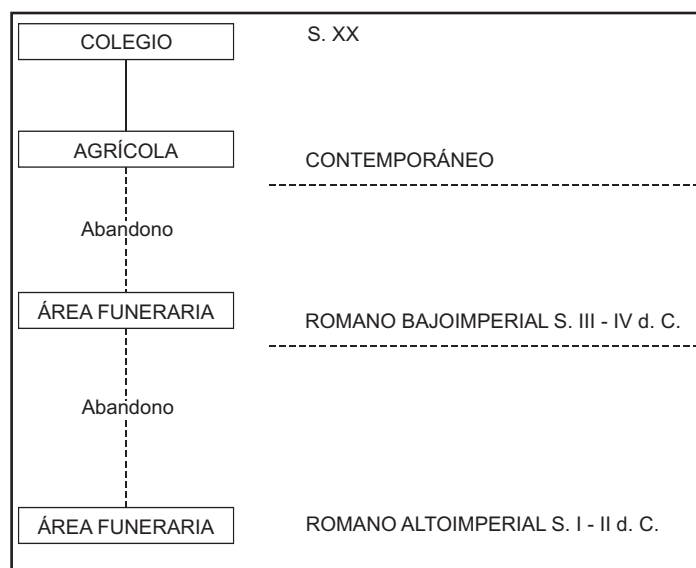 COLEGIO
S. XX
AGRÍCOLA
CONTEMPORÁNEO
Abandono
ÁREA FUNERARIA
ROMANO BAJOIMPERIAL S. III - IV d. C.
Abandono
ÁREA FUNERARIA
ROMANO ALTOIMPERIAL S. I - II d. C.